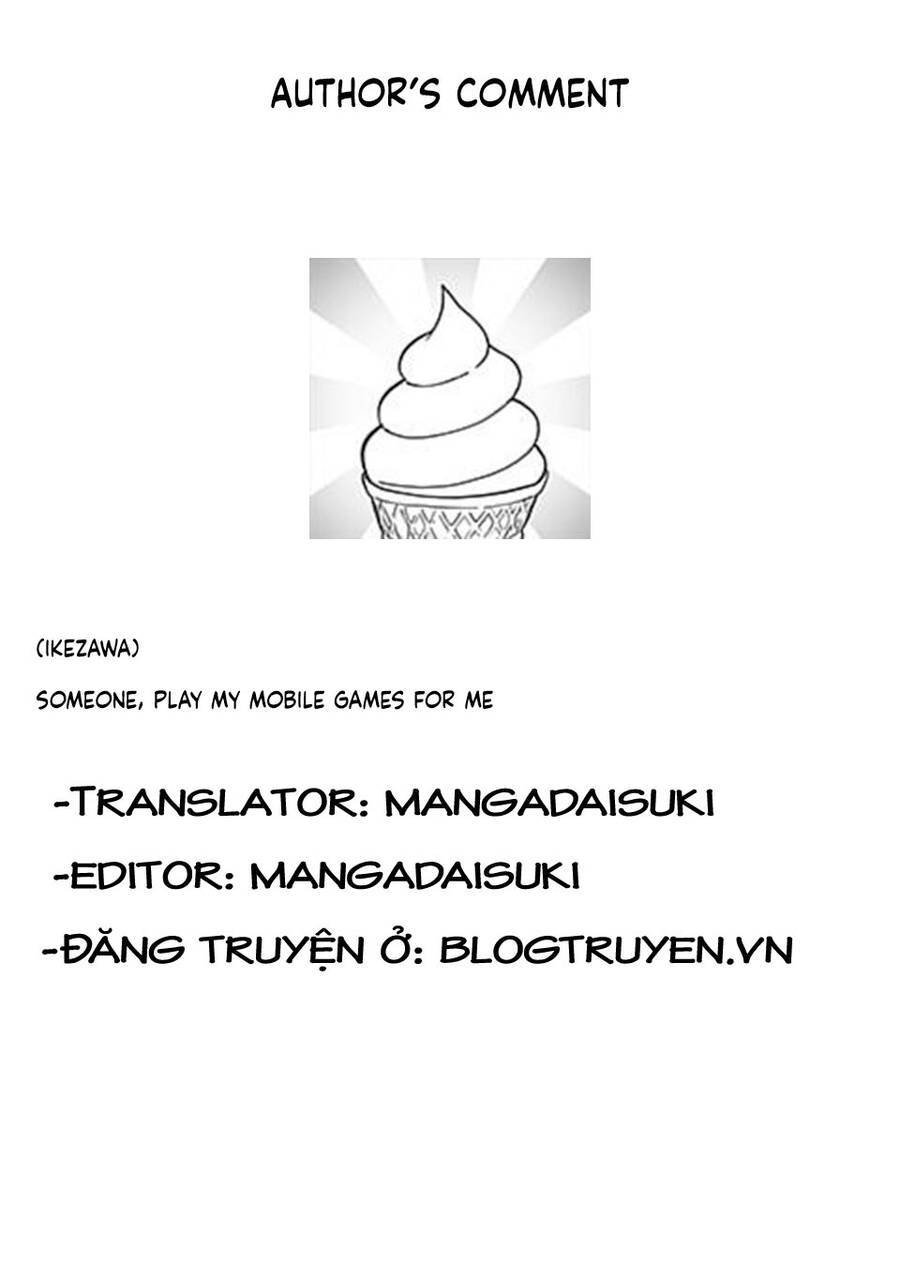 AUTHOR'S COMMENT
(IKEZAWA)
SOMEONE, PLAY MY MOBILE GAMES FOR ME
-TRANSLATOR: MANGADAISUKI
-EDITOR: MANGADAISUKI
-ĐĂNG TRUYỆN Ở: BLOGTRUYEN.VN